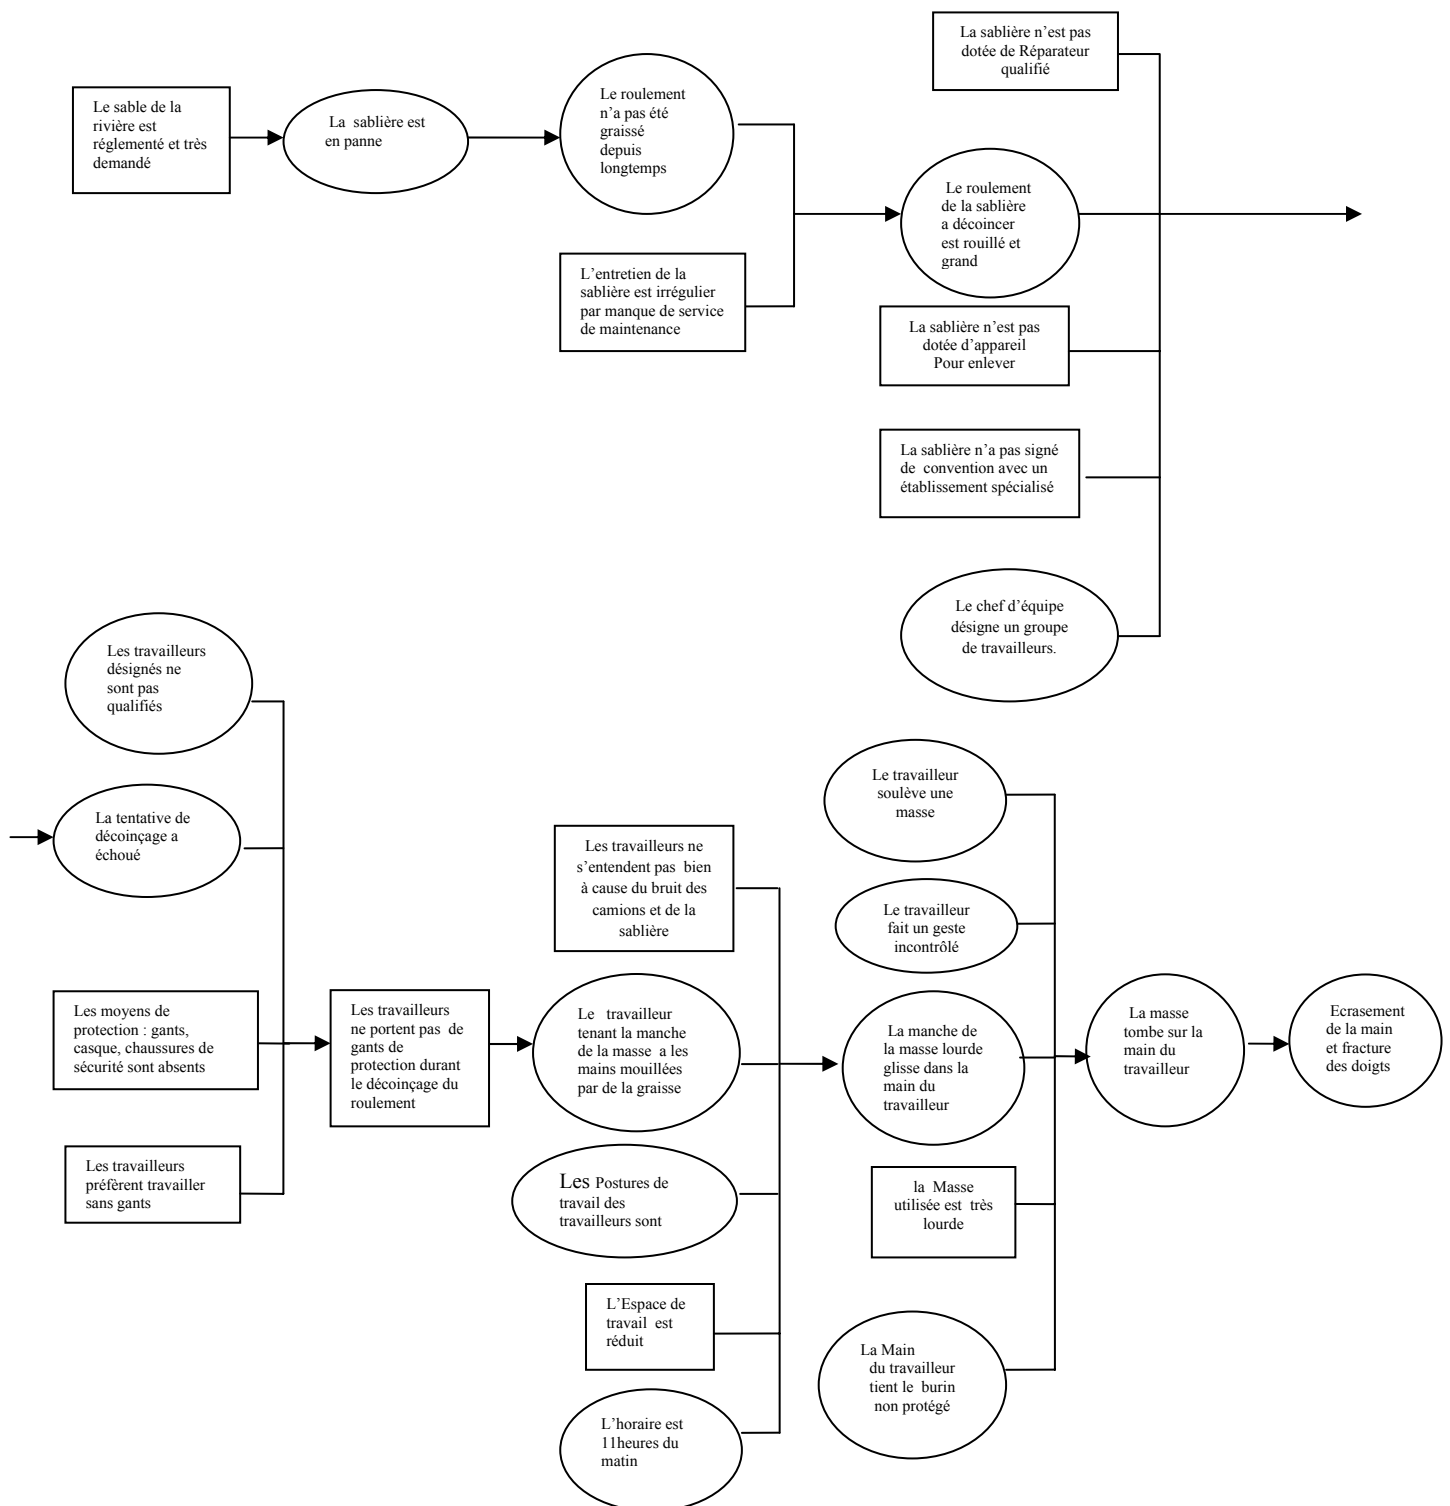 La sablière n'est pas
dotée de Réparateur
qualifié
Le sable de la
rivière est
réglementé et très
demandé
La sablière est
en panne
Le roulement
n'a pas été
graissé
depuis
longtemps
Le roulement
de la sablière
a décoincer
est rouillé et
grand
L'entretien de la
sablière est irrégulier
par manque de service
de maintenance
La sablière n'est pas
dotée d'appareil
Pour enlever
La sablière n'a pas signé
de convention avec un
établissement spécialisé
Le chef d'équipe
désigne un groupe
de travailleurs.
Les travailleurs
désignés ne
sont pas
qualifiés
La tentative de
décoinçage a
échoué
Les moyens de
protection : gants,
casque, chaussures de
sécurité sont absents
Les travailleurs
préfèrent travailler
sans gants
Les travailleurs
ne portent pas de
gants de
protection durant
le décoinçage du
roulement
Les travailleurs ne
s'entendent pas bien
à cause du bruit des
camions et de la
sablière
Le travailleur
tenant la manche
de la masse a les
mains mouillées
par de la graisse
Les Postures de
travail des
travailleurs sont
L'Espace de
travail est
réduit
L'horaire est
11heures du
matin
Le travailleur
soulève une
masse
Le travailleur
fait un geste
incontrôlé
La manche de
la masse lourde
glisse dans la
main du
travailleur
la Masse
utilisée est très
lourde
La Main
du travailleur
tient le burin
non protégé
La masse
tombe sur la
main du
travailleur
Ecrasement
de la main
et fracture
des doigts